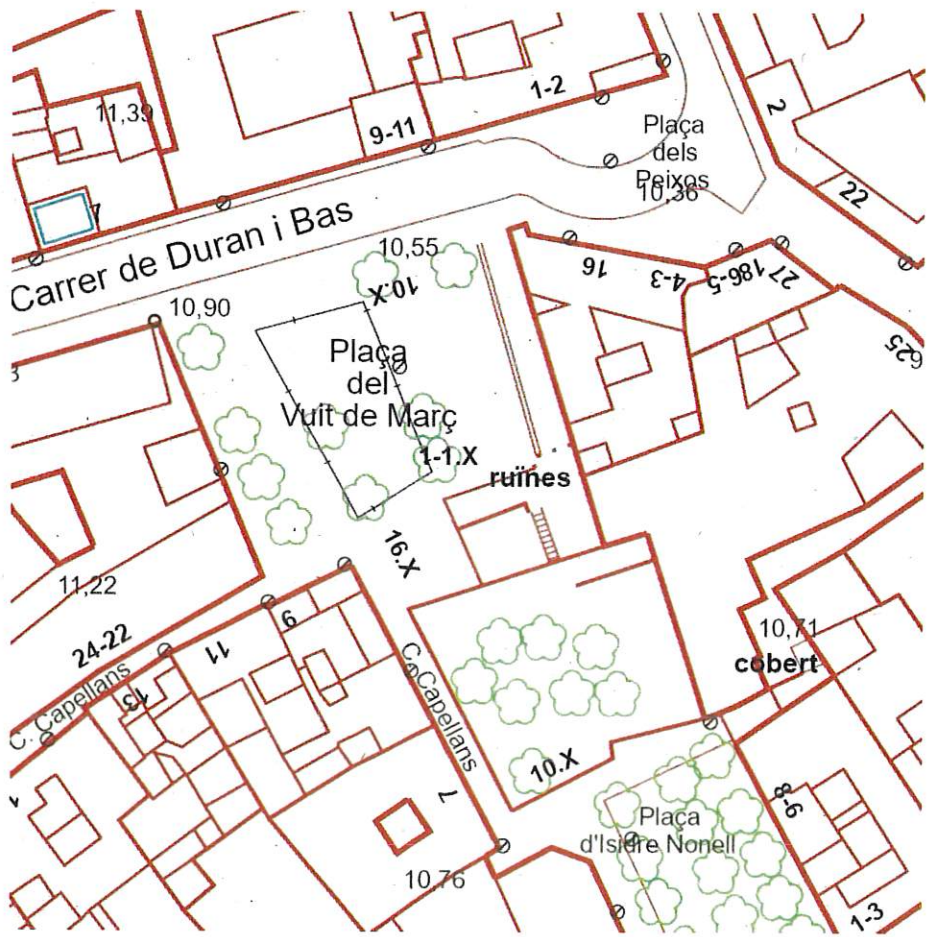 1-2
11,39
9-11
2
Plaça
dels
Peixos
10,36
22
7
Carrer de Duran i Bas
10,55
10.X
16
4-3
186-5
27
10,90
Plaça
del
Vuit de Març
1-1.X
ruïnes
16.X
11,22
24-22
9
11
13
C. Capellans
C. Capellans
10,71
cobert
10.X
7
9-8
Plaça
d'Isidre Nonell
10,76
1-3